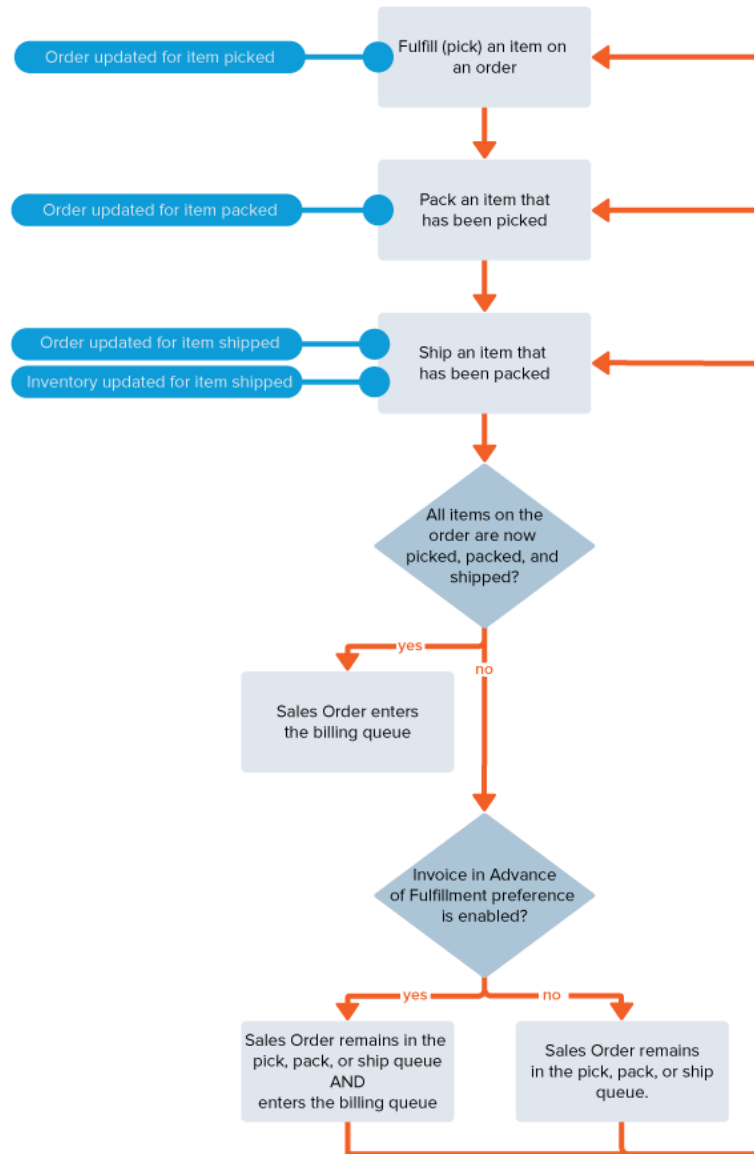 Order updated for item picked
Fulfill (pick) an item on
an order
Order updated for item packed
Pack an item that
has been picked
Order updated for item shipped
Inventory updated for item shipped
Ship an item that
has been packed
All items on the
order are now
picked, packed, and
shipped?
yes
no
Sales Order enters
the billing queue
Invoice in Advance
of Fulfillment preference
is enabled?
yes
no
Sales Order remains in the
pick, pack, or ship queue
AND
enters the billing queue
Sales Order remains
in the pick, pack, or ship
queue.